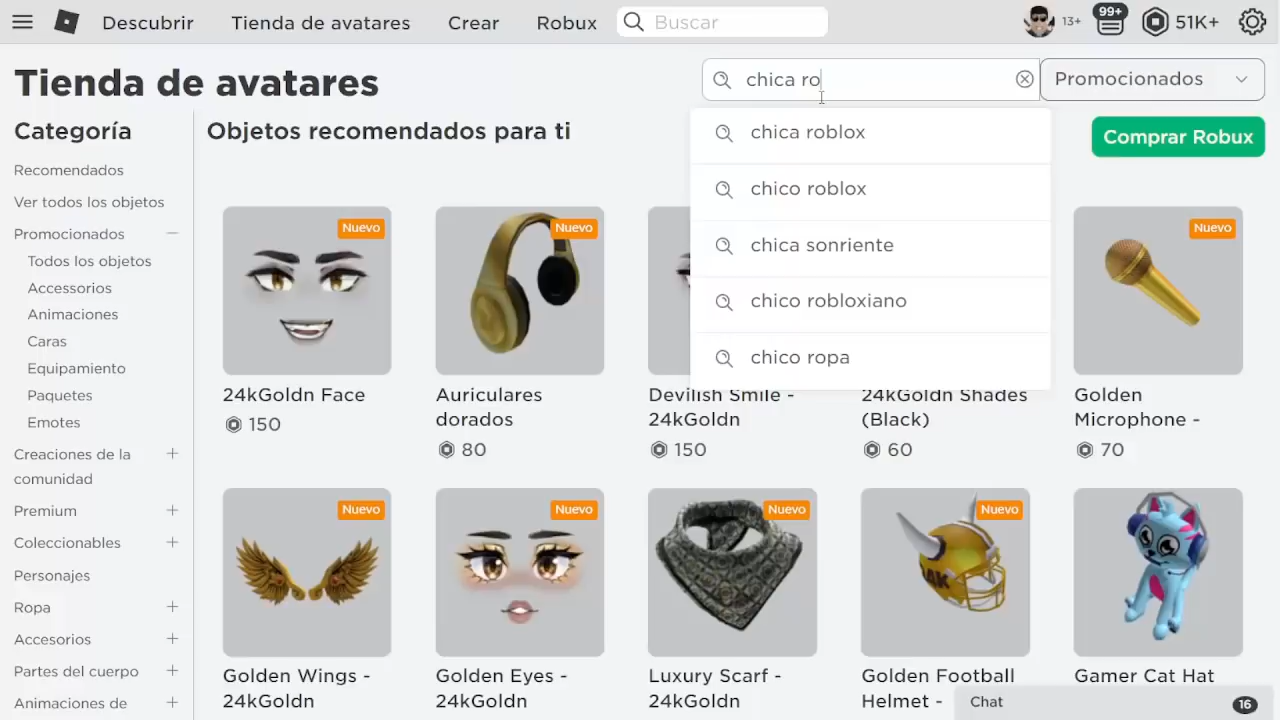 Descubrir
Tienda de avatares
Crear
Robux
Buscar
13+
99+
51K+
Tienda de avatares
chica ro
Promocionados
chica roblox
chico roblox
chica sonriente
chico robloxiano
chico ropa
Comprar Robux
Categoría
Recomendados
Ver todos los objetos
Promocionados
Todos los objetos
Accessorios
Animaciones
Caras
Equipamiento
Paquetes
Emotes
Creaciones de la
comunidad
Premium
Coleccionables
Personajes
Ropa
Accesorios
Partes del cuerpo
Animaciones de
Objetos recomendados para ti
Nuevo
24kGoldn Face
150
Nuevo
Auriculares
dorados
80
Devilish Smile -
24kGoldn
150
24kGoldn Shades
(Black)
60
Nuevo
Golden
Microphone -
70
Nuevo
Golden Wings -
24kGoldn
Nuevo
Golden Eyes -
24kGoldn
Nuevo
Luxury Scarf -
24kGoldn
Nuevo
Golden Football
Helmet -
Gamer Cat Hat
Chat
16